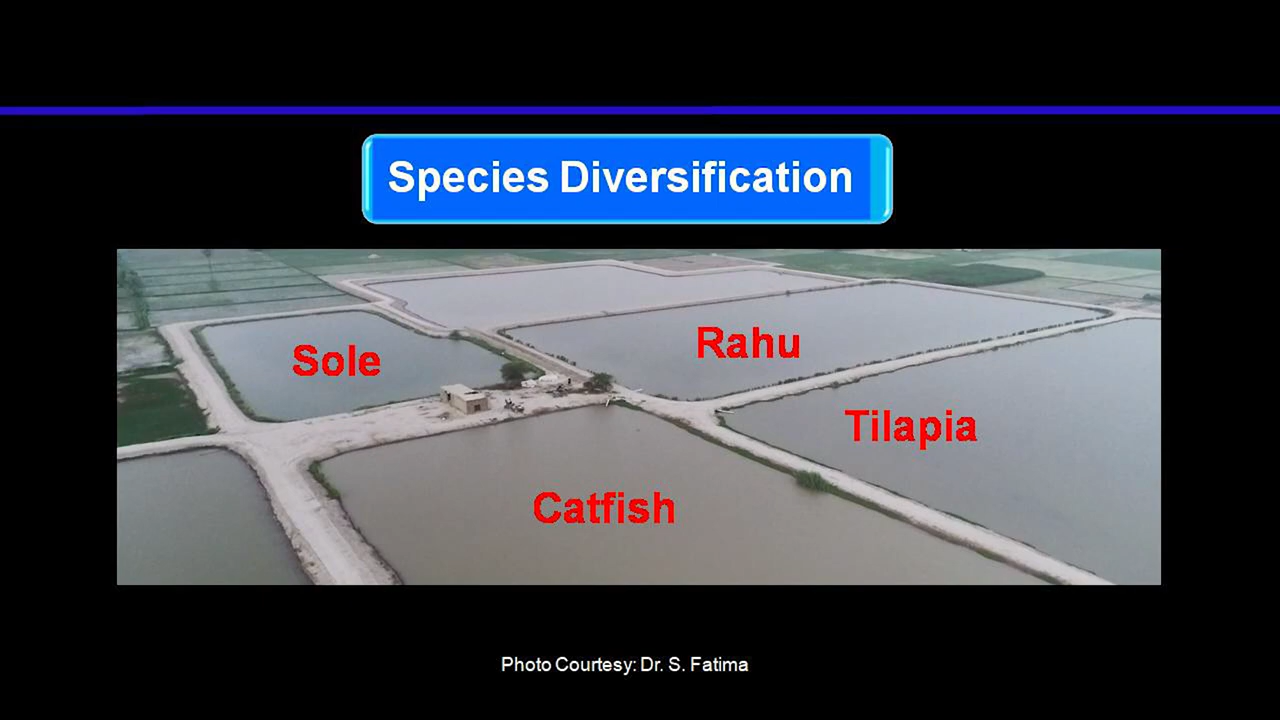 Species Diversification
Sole
Rahu
Tilapia
Catfish
Photo Courtesy: Dr. S. Fatima